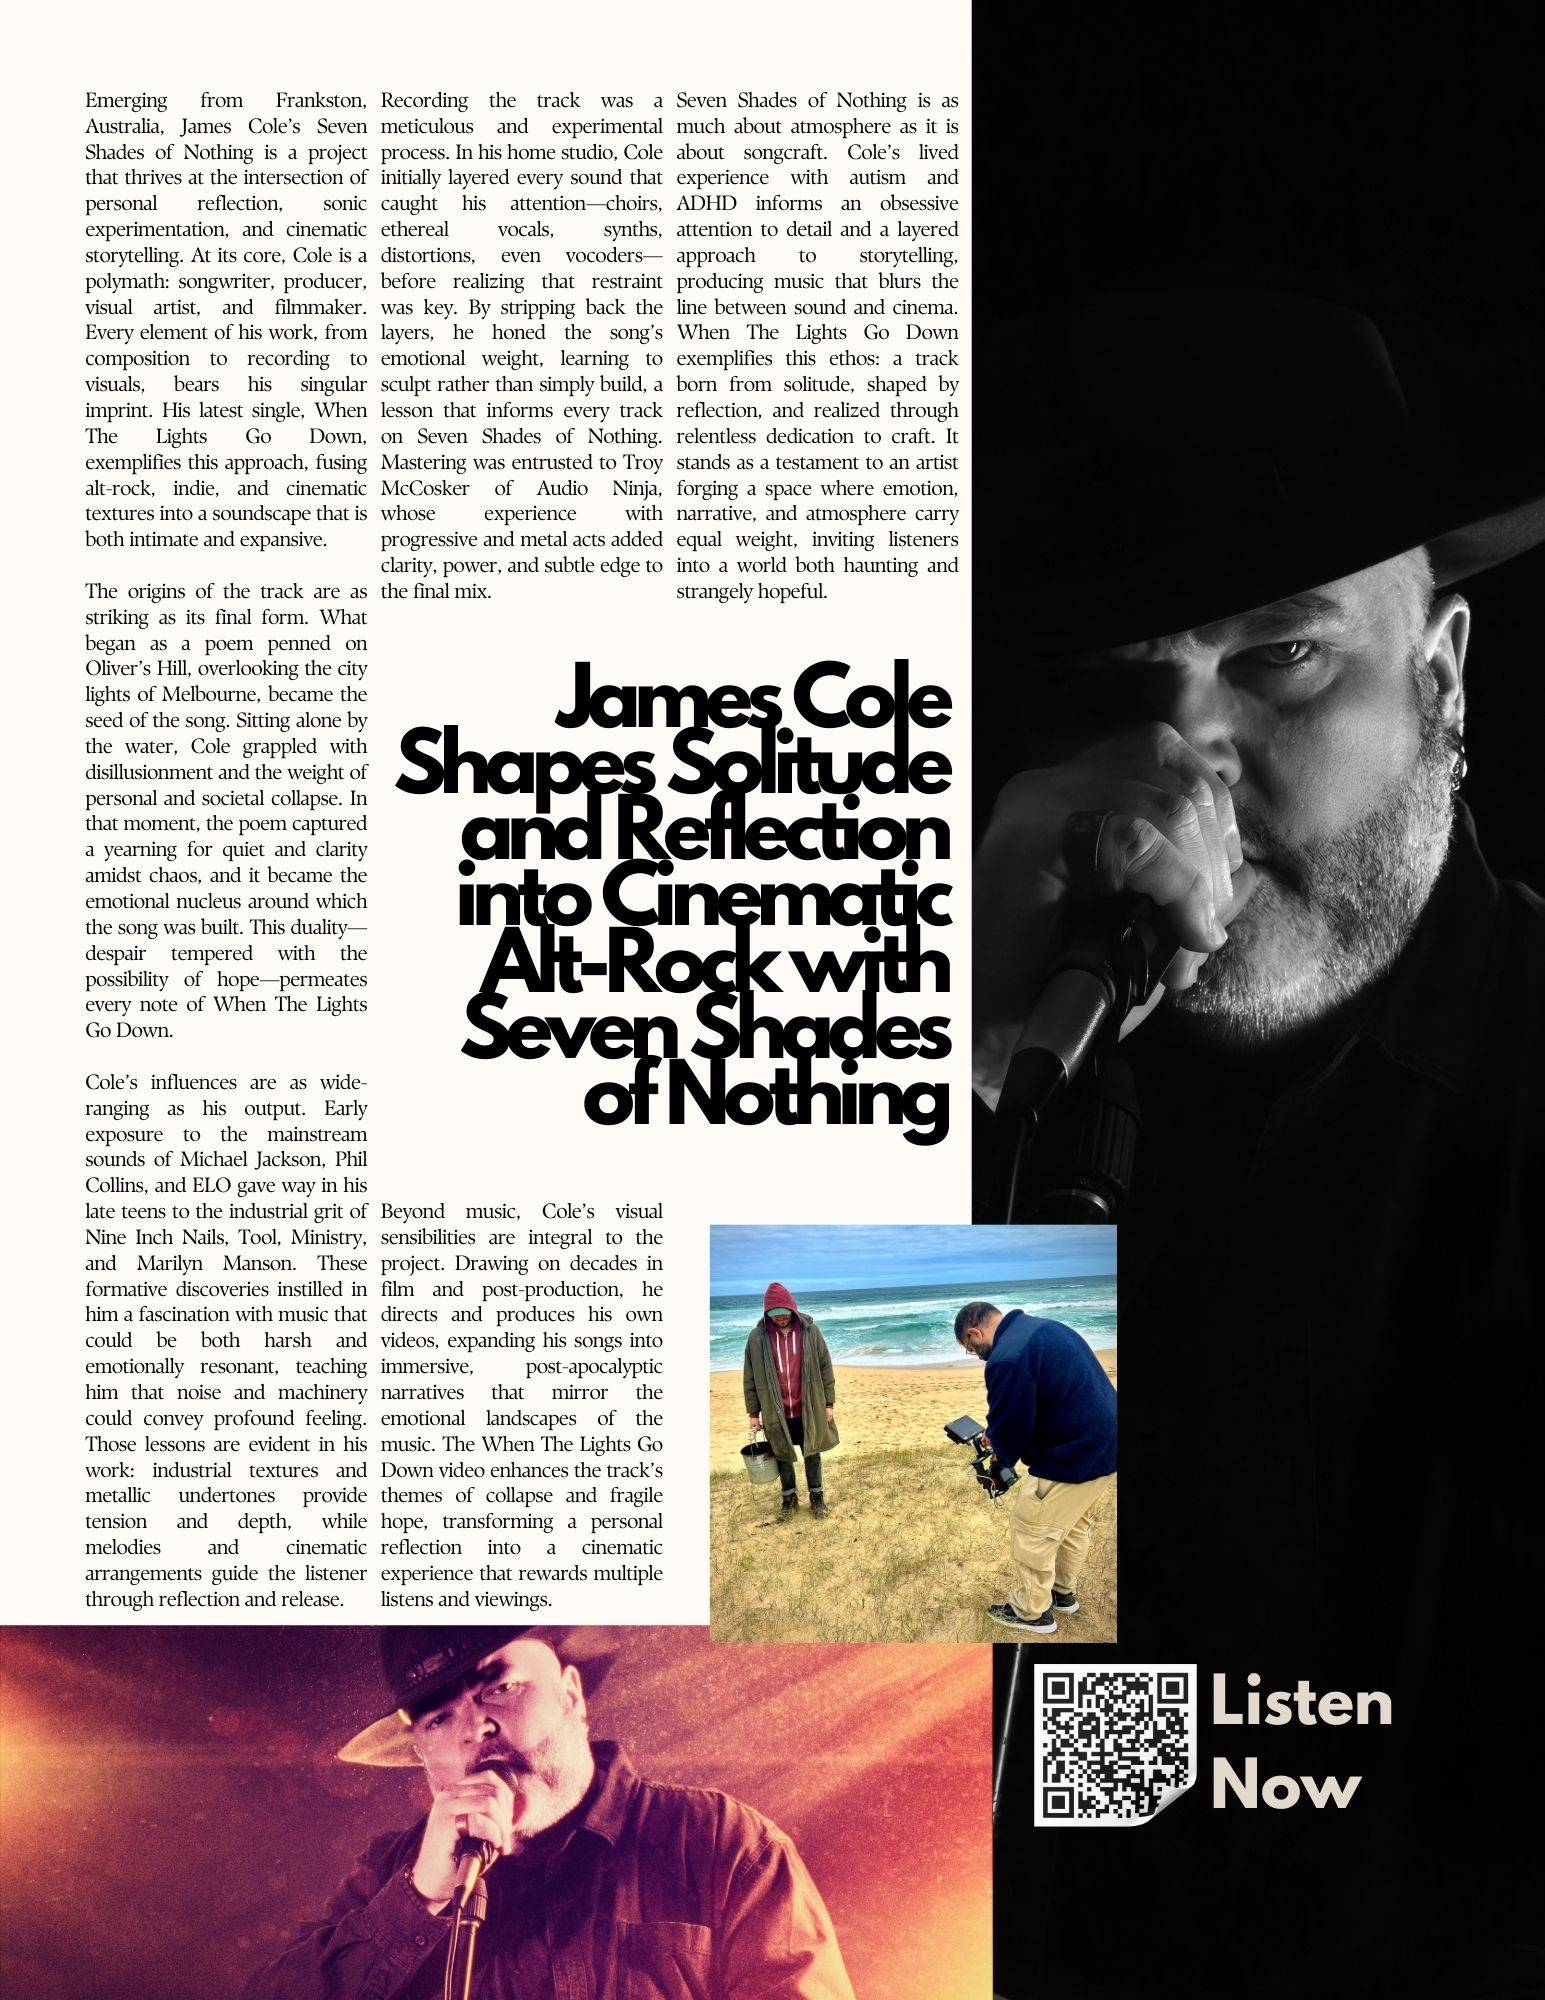 Emerging from Frankston,
Australia, James Cole’s Seven
Shades of Nothing is a project
that thrives at the intersection of
personal reflection, sonic
experimentation, and cinematic
storytelling. At its core, Cole is a
polymath: songwriter, producer,
visual artist, and filmmaker.
Every element of his work, from
composition to recording to
visuals, bears his singular
imprint. His latest single, When
The Lights Go Down,
exemplifies this approach, fusing
alt-rock, indie, and cinematic
textures into a soundscape that is
both intimate and expansive.
The origins of the track are as
striking as its final form. What
began as a poem penned on
Oliver’s Hill, overlooking the city
lights of Melbourne, became the
seed of the song. Sitting alone by
the water, Cole grappled with
disillusionment and the weight of
personal and societal collapse. In
that moment, the poem captured
a yearning for quiet and clarity
amidst chaos, and it became the
emotional nucleus around which
the song was built. This duality—
despair tempered with the
possibility of hope—permeates
every note of When The Lights
Go Down.
Cole’s influences are as wide-
ranging as his output. Early
exposure to the mainstream
sounds of Michael Jackson, Phil
Collins, and ELO gave way in his
late teens to the industrial grit of
Nine Inch Nails, Tool, Ministry,
and Marilyn Manson. These
formative discoveries instilled in
him a fascination with music that
could be both harsh and
emotionally resonant, teaching
him that noise and machinery
could convey profound feeling.
Those lessons are evident in his
work: industrial textures and
metallic undertones provide
tension and depth, while
melodies and cinematic
arrangements guide the listener
through reflection and release.
Recording the track was a
meticulous and experimental
process. In his home studio, Cole
initially layered every sound that
caught his attention—choirs,
ethereal vocals, synths,
distortions, even vocoders—
before realizing that restraint
was key. By stripping back the
layers, he honed the song’s
emotional weight, learning to
sculpt rather than simply build, a
lesson that informs every track
on Seven Shades of Nothing.
Mastering was entrusted to Troy
McCosker of Audio Ninja,
whose experience with
progressive and metal acts added
clarity, power, and subtle edge to
the final mix.
Beyond music, Cole’s visual
sensibilities are integral to the
project. Drawing on decades in
film and post-production, he
directs and produces his own
videos, expanding his songs into
immersive, post-apocalyptic
narratives that mirror the
emotional landscapes of the
music. The When The Lights Go
Down video enhances the track’s
themes of collapse and fragile
hope, transforming a personal
reflection into a cinematic
experience that rewards multiple
listens and viewings.
Seven Shades of Nothing is as
much about atmosphere as it is
about songcraft. Cole’s lived
experience with autism and
ADHD informs an obsessive
attention to detail and a layered
approach to storytelling,
producing music that blurs the
line between sound and cinema.
When The Lights Go Down
exemplifies this ethos: a track
born from solitude, shaped by
reflection, and realized through
relentless dedication to craft. It
stands as a testament to an artist
forging a space where emotion,
narrative, and atmosphere carry
equal weight, inviting listeners
into a world both haunting and
strangely hopeful.
James Cole
Shapes Solitude
and Reflection
into Cinematic
Alt-Rock with
Seven Shades
of Nothing
Listen
Now